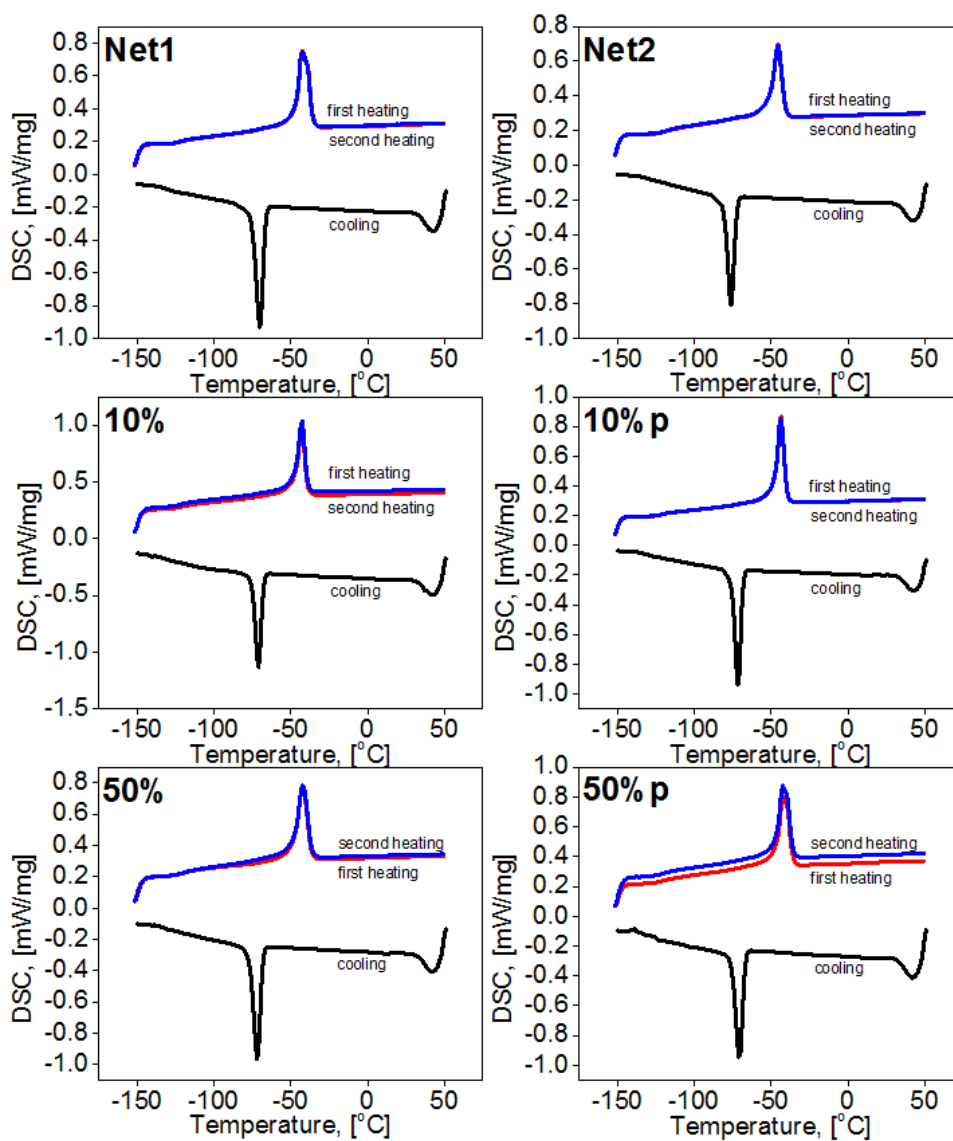 Net1
DSC, [mW/mg]
0.8
0.6
0.4
0.2
0.0
-0.2
-0.4
-0.6
-0.8
-1.0
first heating
second heating
cooling
-150 -100 -50 0 50
Temperature, [°C]
Net2
DSC, [mW/mg]
0.8
0.6
0.4
0.2
0.0
-0.2
-0.4
-0.6
-0.8
-1.0
first heating
second heating
cooling
-150 -100 -50 0 50
Temperature, [°C]
10%
DSC, [mW/mg]
1.0
0.5
0.0
-0.5
-1.0
-1.5
first heating
second heating
cooling
-150 -100 -50 0 50
Temperature, [°C]
10% p
DSC, [mW/mg]
0.8
0.6
0.4
0.2
0.0
-0.2
-0.4
-0.6
-0.8
-1.0
first heating
second heating
cooling
-150 -100 -50 0 50
Temperature, [°C]
50%
DSC, [mW/mg]
0.8
0.6
0.4
0.2
0.0
-0.2
-0.4
-0.6
-0.8
-1.0
second heating
first heating
cooling
-150 -100 -50 0 50
Temperature, [°C]
50% p
DSC, [mW/mg]
1.0
0.8
0.6
0.4
0.2
0.0
-0.2
-0.4
-0.6
-0.8
-1.0
second heating
first heating
cooling
-150 -100 -50 0 50
Temperature, [°C]